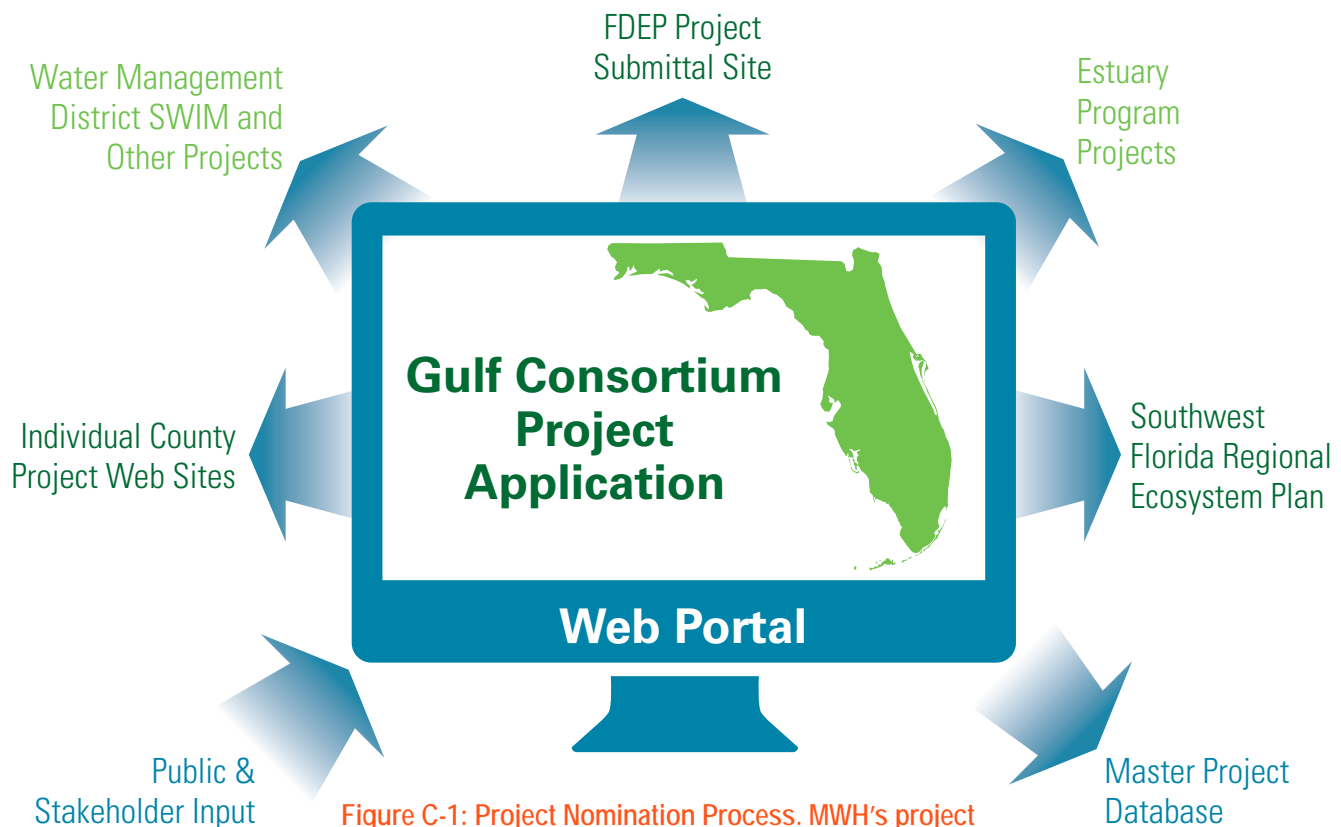 FDEP Project
Submittal Site
Water Management
District SWIM and
Other Projects
Estuary
Program
Projects
Gulf Consortium
Project
Application
Individual County
Project Web Sites
Southwest
Florida Regional
Ecosystem Plan
Web Portal
Public &
Stakeholder Input
Master Project
Database
Figure C-1: Project Nomination Process. MWH's project